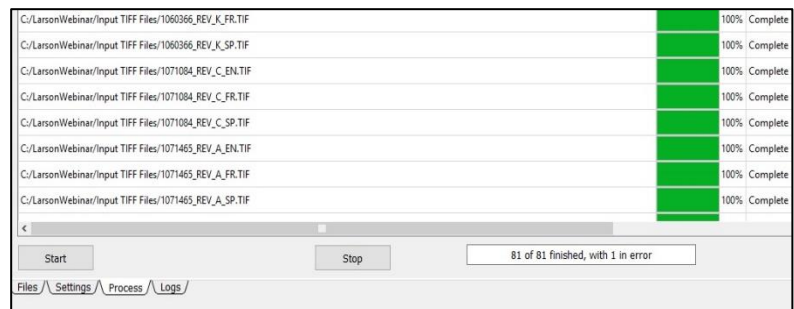 C:/LarsonWebinar/Input TIFF Files/1060366_REV_K_FR.TIF 100% Complete
C:/LarsonWebinar/Input TIFF Files/1060366_REV_K_SP.TIF 100% Complete
C:/LarsonWebinar/Input TIFF Files/1071084_REV_C_EN.TIF 100% Complete
C:/LarsonWebinar/Input TIFF Files/1071084_REV_C_FR.TIF 100% Complete
C:/LarsonWebinar/Input TIFF Files/1071084_REV_C_SP.TIF 100% Complete
C:/LarsonWebinar/Input TIFF Files/1071465_REV_A_EN.TIF 100% Complete
C:/LarsonWebinar/Input TIFF Files/1071465_REV_A_FR.TIF 100% Complete
C:/LarsonWebinar/Input TIFF Files/1071465_REV_A_SP.TIF 100% Complete
Start Stop 81 of 81 finished, with 1 in error
Files Settings Process Logs